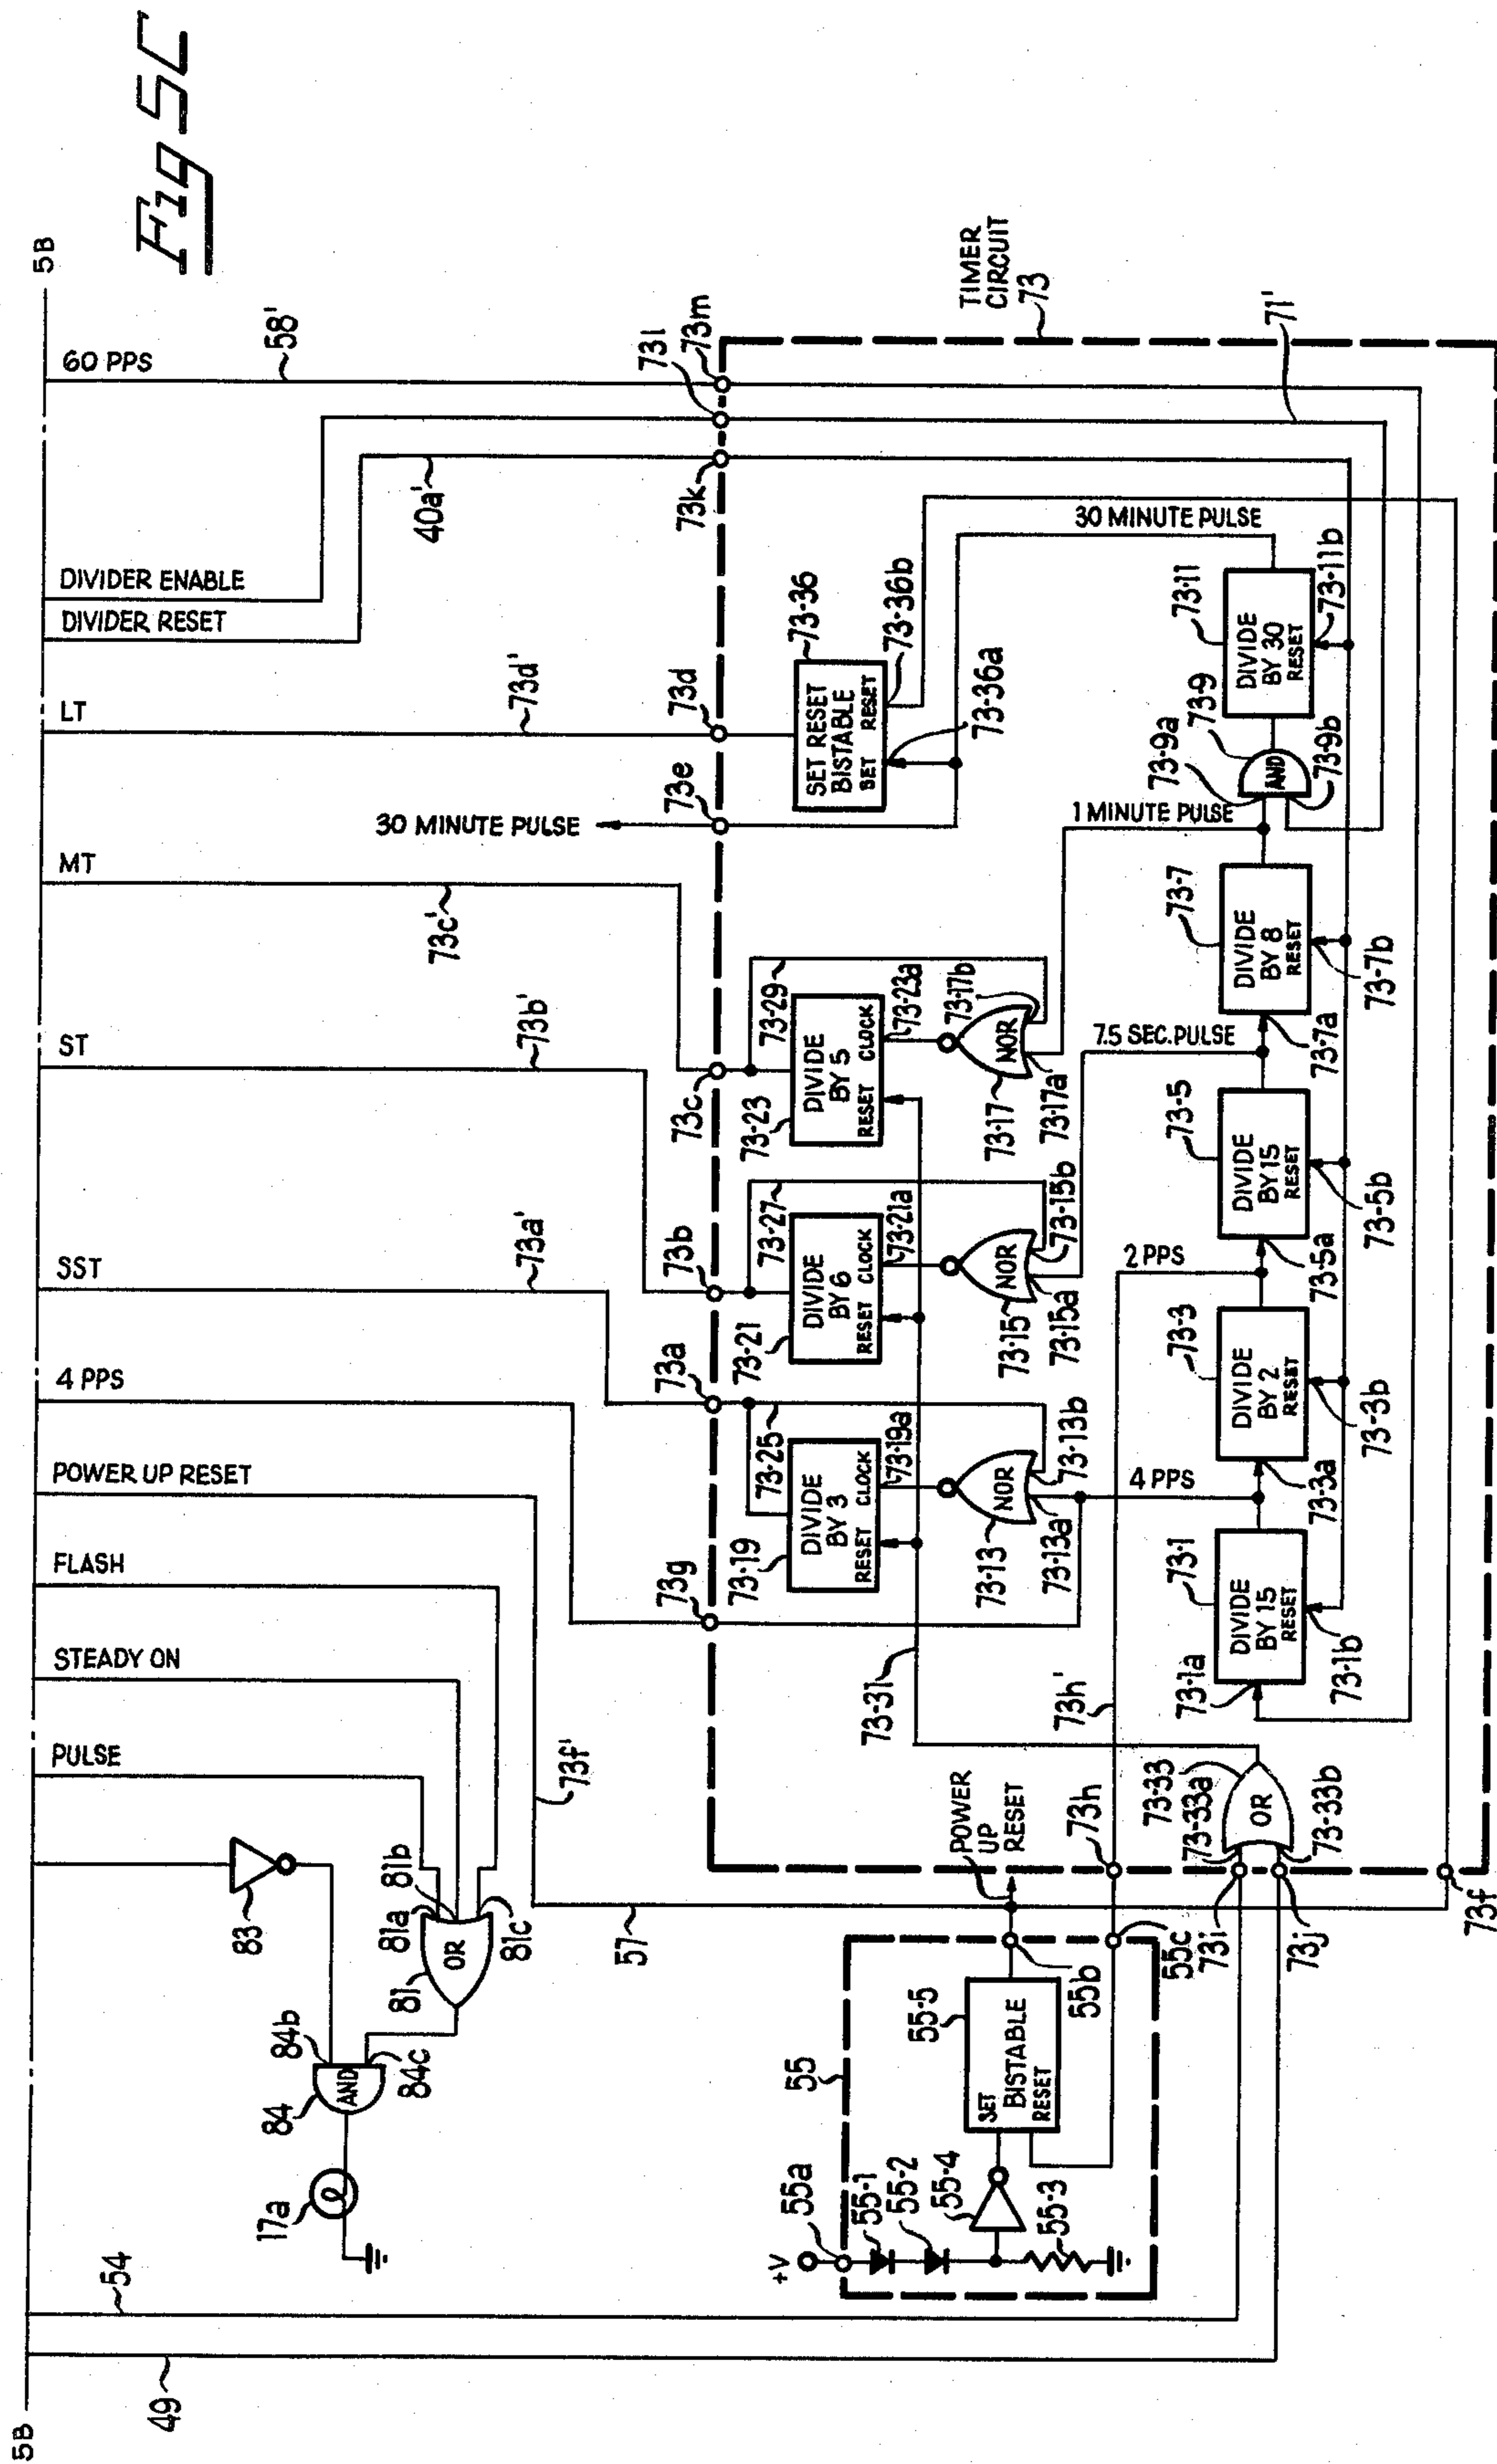 Fig 5C
5B
5B
49
54
PULSE
STEADY ON
FLASH
POWER UP RESET
4 PPS
SST
ST
MT
LT
DIVIDER RESET
DIVIDER ENABLE
60 PPS
58'
40a'
73a'
73b'
73c'
73d'
73f'
17a
84
AND
84b
84c
83
81
OR
81a
81b
81c
57
55
+V
55a
55-1
55-2
55-4
55-3
55-5
SET
BISTABLE
RESET
55b
55c
POWER
UP
RESET
TIMER
CIRCUIT
73
73g
73a
73b
73c
73e
30 MINUTE PULSE
73d
73k
73l
73m
73h
73h'
73i
73j
73f
73-19
DIVIDE
BY 3
RESET CLOCK
73-25
73-19a
73-21
DIVIDE
BY 6
RESET CLOCK
73-27
73-21a
73-23
DIVIDE
BY 5
RESET CLOCK
73-29
73-23a
SET RESET
BISTABLE
SET RESET
73-36
73-36b
73-36a
73-31
73-13
NOR
73-13a
73-13b
73-15
NOR
73-15a
73-15b
73-17
NOR
73-17a
73-17b
30 MINUTE PULSE
71'
4 PPS
2 PPS
7.5 SEC. PULSE
1 MINUTE PULSE
OR
73-33
73-33a
73-33b
73-1
DIVIDE
BY 15
RESET
73-1a
73-1b
73-3
DIVIDE
BY 2
RESET
73-3a
73-3b
73-5
DIVIDE
BY 15
RESET
73-5a
73-5b
73-7
DIVIDE
BY 8
RESET
73-7a
73-7b
AND
73-9
73-9a
73-9b
73-11
DIVIDE
BY 30
RESET
73-11b